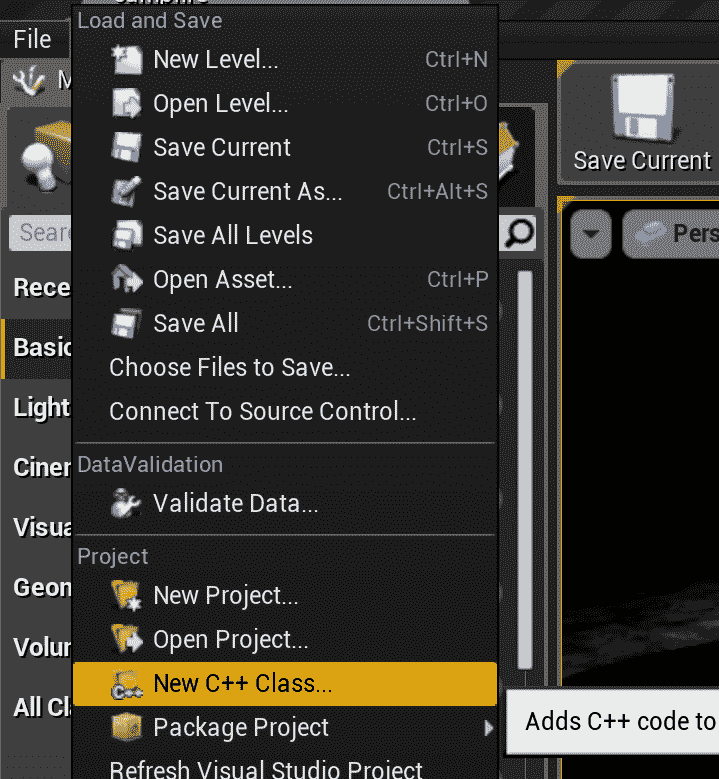 Load and Save
File
New Level... Ctrl+N
Open Level... Ctrl+O
Save Current Ctrl+S
Save Current As... Ctrl+Alt+S
Save All Levels
Open Asset... Ctrl+P
Save All Ctrl+Shift+S
Choose Files to Save...
Connect To Source Control...
DataValidation
Validate Data...
Project
New Project...
Open Project...
New C++ Class...
Package Project
Refresh Visual Studio Project
M
Sear
Rece
Basic
Light
Cinem
Visua
Geom
Volum
All Cl
Save Current
Pers
Adds C++ code to